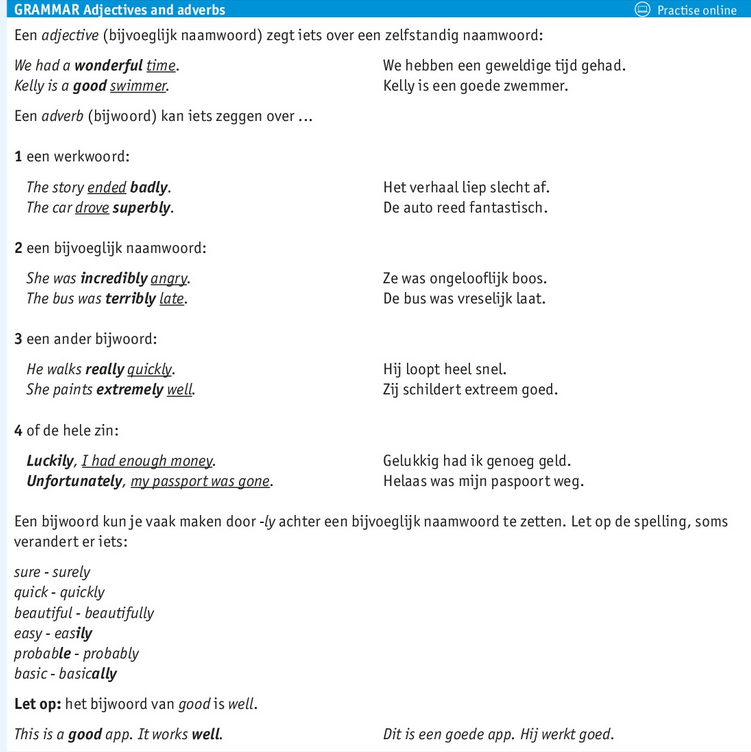 GRAMMAR Adjectives and adverbs Practise online
Een adjective (bijvoeglijk naamwoord) zegt iets over een zelfstandig naamwoord:
We had a wonderful time. We hebben een geweldige tijd gehad.
Kelly is a good swimmer. Kelly is een goede zwemmer.
Een adverb (bijwoord) kan iets zeggen over ...
1 een werkwoord:
The story ended badly. Het verhaal liep slecht af.
The car drove superbly. De auto reed fantastisch.
2 een bijvoeglijk naamwoord:
She was incredibly angry. Ze was ongelooflijk boos.
The bus was terribly late. De bus was vreselijk laat.
3 een ander bijwoord:
He walks really quickly. Hij loopt heel snel.
She paints extremely well. Zij schildert extreem goed.
4 of de hele zin:
Luckily, I had enough money. Gelukkig had ik genoeg geld.
Unfortunately, my passport was gone. Helaas was mijn paspoort weg.
Een bijwoord kun je vaak maken door -ly achter een bijvoeglijk naamwoord te zetten. Let op de spelling, soms
verandert er iets:
sure - surely
quick - quickly
beautiful - beautifully
easy - easily
probable - probably
basic - basically
Let op: het bijwoord van good is well.
This is a good app. It works well. Dit is een goede app. Hij werkt goed.